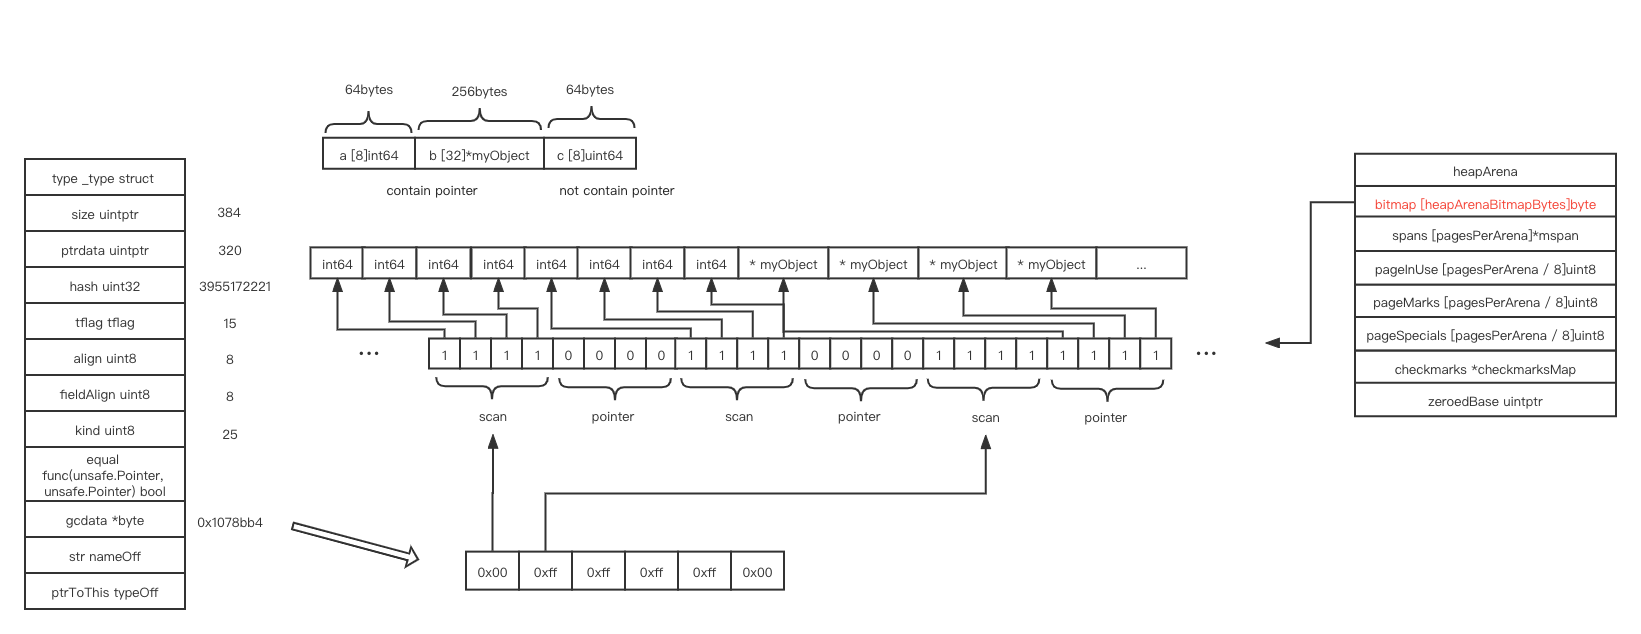 64bytes
256bytes
64bytes
a [8]int64
b [32]*myObject
c [8]uint64
contain pointer
not contain pointer
type _type struct
size uintptr
384
ptrdata uintptr
320
hash uint32
3955172221
tflag tflag
15
align uint8
8
fieldAlign uint8
8
kind uint8
25
equal
func(unsafe.Pointer,
unsafe.Pointer) bool
gcdata *byte
0x1078bb4
str nameOff
ptrToThis typeOff
int64 int64 int64 int64 int64 int64 int64 int64 * myObject * myObject * myObject * myObject ...
... 1 1 1 1 0 0 0 0 1 1 1 1 0 0 0 0 1 1 1 1 1 1 1 1 ...
scan pointer scan pointer scan pointer
0x00 0xff 0xff 0xff 0xff 0x00
heapArena
bitmap [heapArenaBitmapBytes]byte
spans [pagesPerArena]*mspan
pageInUse [pagesPerArena / 8]uint8
pageMarks [pagesPerArena / 8]uint8
pageSpecials [pagesPerArena / 8]uint8
checkmarks *checkmarksMap
zeroedBase uintptr